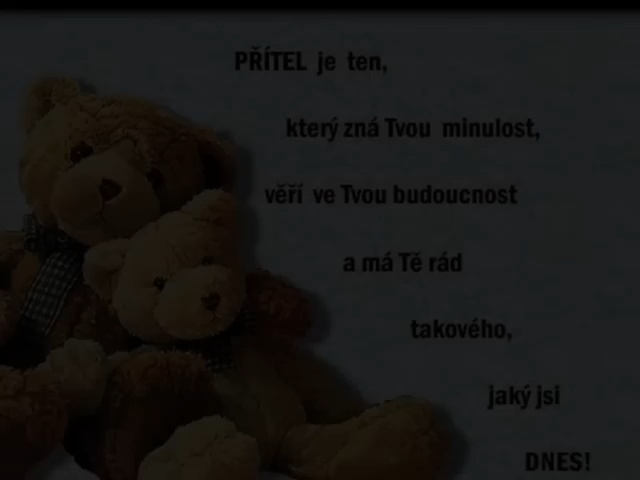 PŘÍTEL je ten,
který zná Tvou minulost,
věří ve Tvou budoucnost
a má Tě rád
takového,
jaký jsi
DNES!